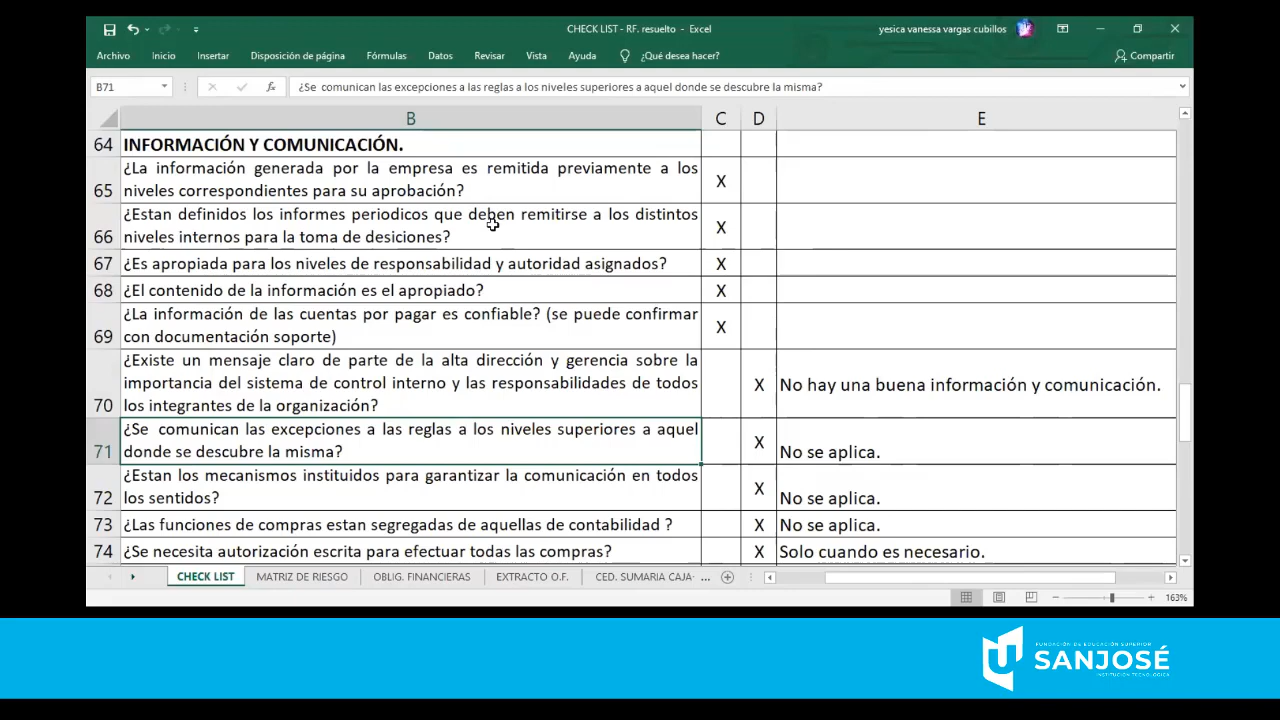 CHECK LIST - RF. resuelto - Excel
yesica vanessa vargas cubillos
Archivo Inicio Insertar Disposición de página Fórmulas Datos Revisar Vista Ayuda ¿Qué desea hacer? Compartir
B71 fx ¿Se comunican las excepciones a las reglas a los niveles superiores a aquel donde se descubre la misma?
B C D E
64 INFORMACIÓN Y COMUNICACIÓN.
¿La información generada por la empresa es remitida previamente a los
65 niveles correspondientes para su aprobación? X
¿Estan definidos los informes periodicos que deben remitirse a los distintos
66 niveles internos para la toma de desiciones? X
67 ¿Es apropiada para los niveles de responsabilidad y autoridad asignados? X
68 ¿El contenido de la información es el apropiado? X
¿La información de las cuentas por pagar es confiable? (se puede confirmar
69 con documentación soporte) X
¿Existe un mensaje claro de parte de la alta dirección y gerencia sobre la
importancia del sistema de control interno y las responsabilidades de todos X No hay una buena información y comunicación.
70 los integrantes de la organización?
¿Se comunican las excepciones a las reglas a los niveles superiores a aquel
71 donde se descubre la misma? X No se aplica.
¿Estan los mecanismos instituidos para garantizar la comunicación en todos
72 los sentidos? X No se aplica.
73 ¿Las funciones de compras estan segregadas de aquellas de contabilidad ? X No se aplica.
74 ¿Se necesita autorización escrita para efectuar todas las compras? X Solo cuando es necesario.
CHECK LIST MATRIZ DE RIESGO OBLIG. FINANCIERAS EXTRACTO O.F. CED. SUMARIA CAJA- ...
163%
FUNDACIÓN DE EDUCACIÓN SUPERIOR
SANJOSÉ
INSTITUCIÓN TECNOLÓGICA